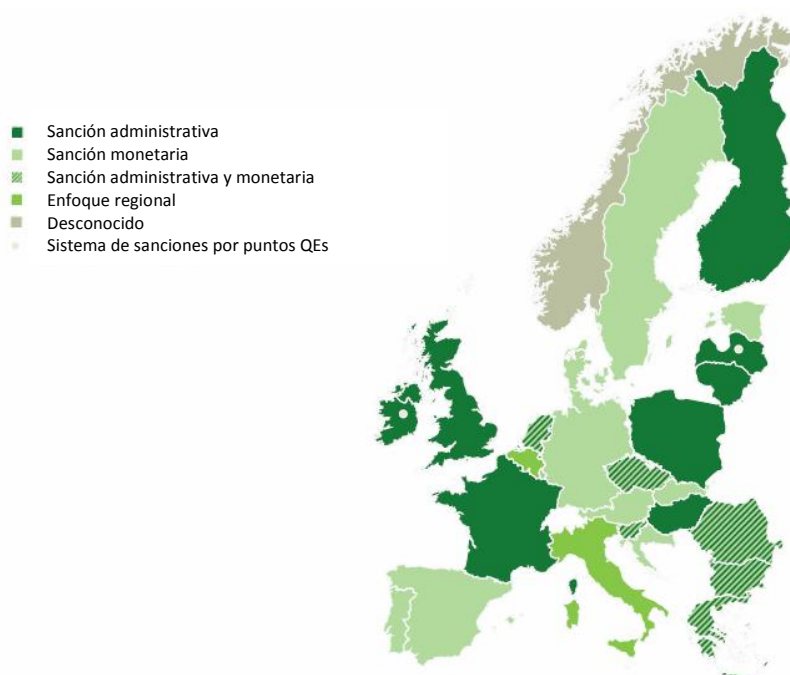 Sanción administrativa
Sanción monetaria
Sanción administrativa y monetaria
Enfoque regional
Desconocido
Sistema de sanciones por puntos QEs